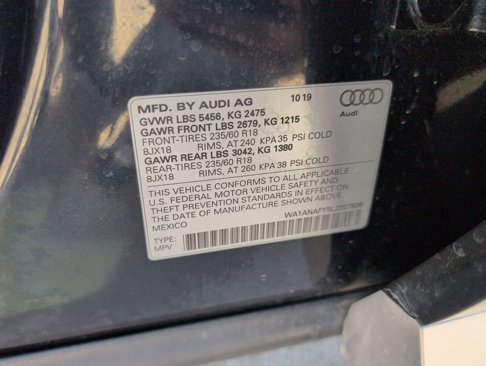 MFD. BY AUDI AG 10 19
Audi
GVWR LBS 5456, KG 2475
GAWR FRONT LBS 2679, KG 1215
FRONT-TIRES 235/60 R18
8JX18 RIMS, AT 240 KPA 35 PSI COLD
GAWR REAR LBS 3042, KG 1380
REAR-TIRES 235/60 R18
8JX18 RIMS, AT 260 KPA 38 PSI COLD
THIS VEHICLE CONFORMS TO ALL APPLICABLE
U.S. FEDERAL MOTOR VEHICLE SAFETY AND
THEFT PREVENTION STANDARDS IN EFFECT ON
THE DATE OF MANUFACTURE SHOWN ABOVE.
MEXICO WA1ANAFY5L2027838
TYPE:
MPV